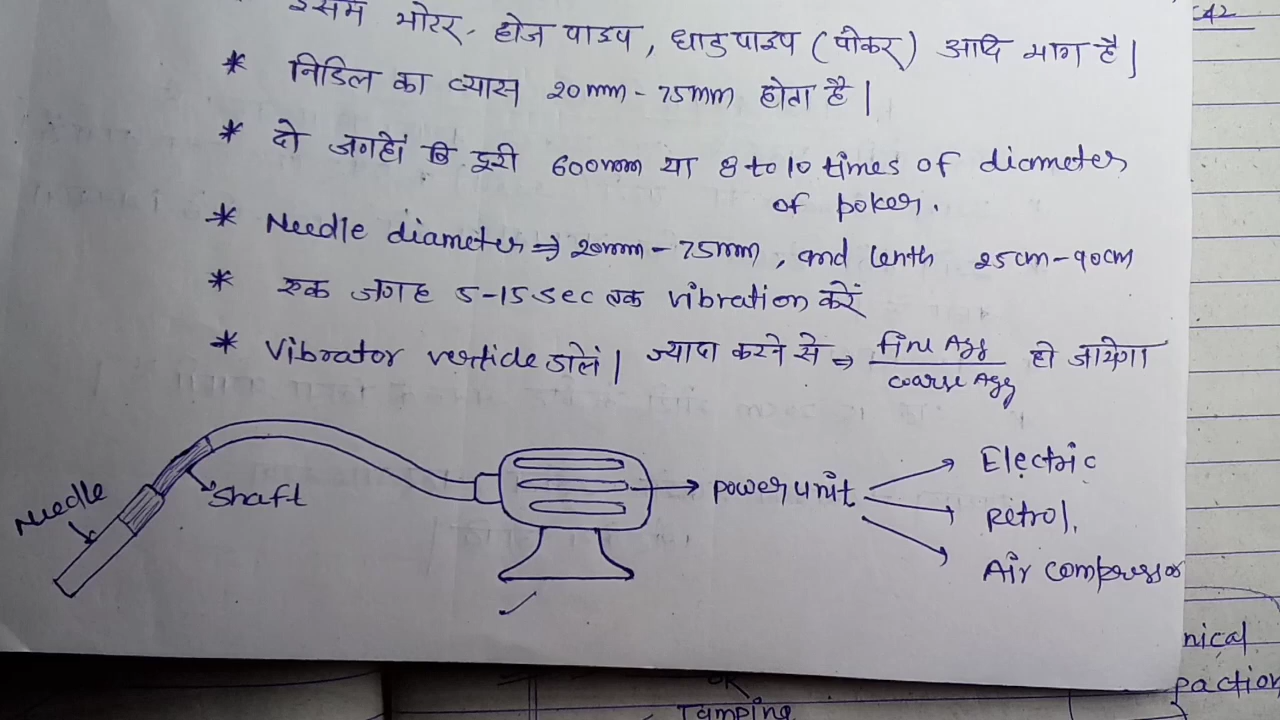 इसमे मोटर, होज पाइप, धातु पाइप (पोकर) आदि भाग है|
* निडिल का व्यास 20mm-75mm होता है|
* दो जगहो कि दूरी 600mm या 8 to 10 times of diameter
of poker.
* Needle diameter ⇒ 20mm-75mm, and lenth 25cm-90cm
* एक जगह 5-15 sec तक vibration करें
* Vibrator verticle डालें| ज्यादा करने से ⇒ fine Agg / coarse Agg हो जायेगा
Needle
Shaft
power unit
Electric
Petrol,
Air compressor
nical
paction
OR
Tamping